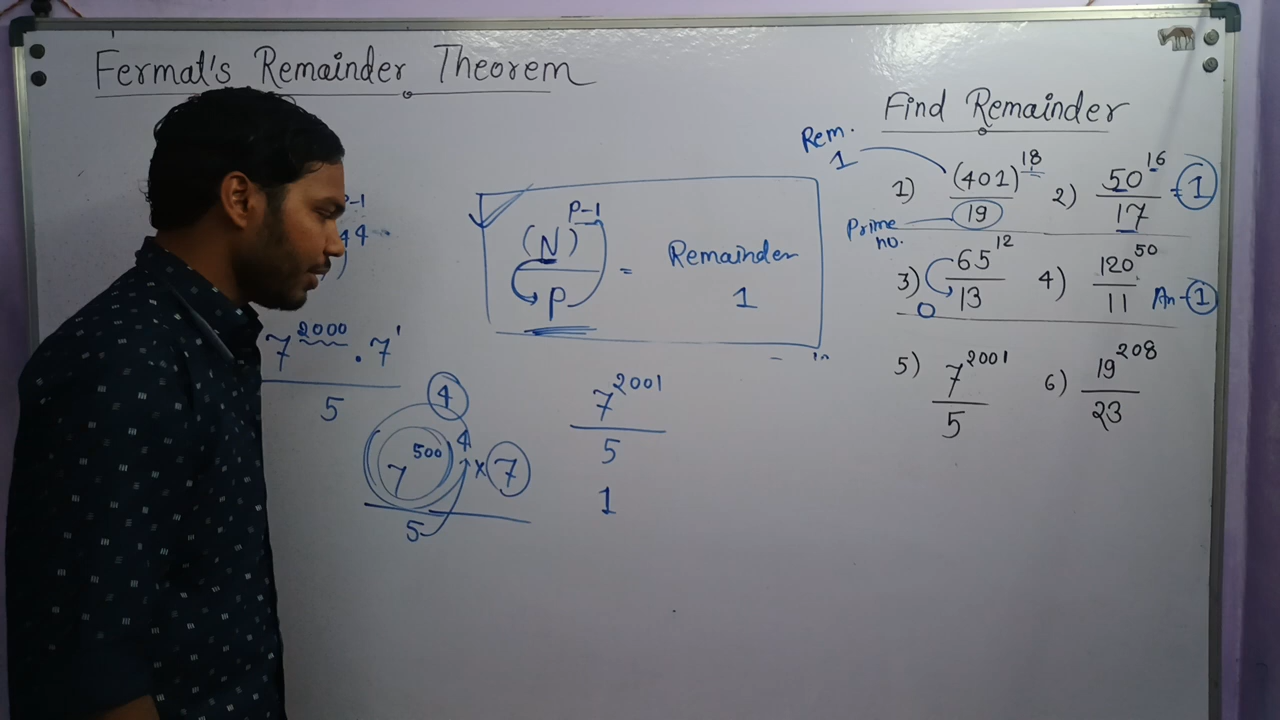 Fermat's Remainder Theorem
P-1
44
)
7^2000 . 7^1
5
4
(7^500)^4 × 7
5
(N)^P-1
P
= Remainder
1
7^2001
5
1
Find Remainder
Rem.
1
1) (401)^18
19
Prime no.
2) 50^16
17
= 1
3) 65^12
13
0
4) 120^50
11
An - 1
5) 7^2001
5
6) 19^208
23